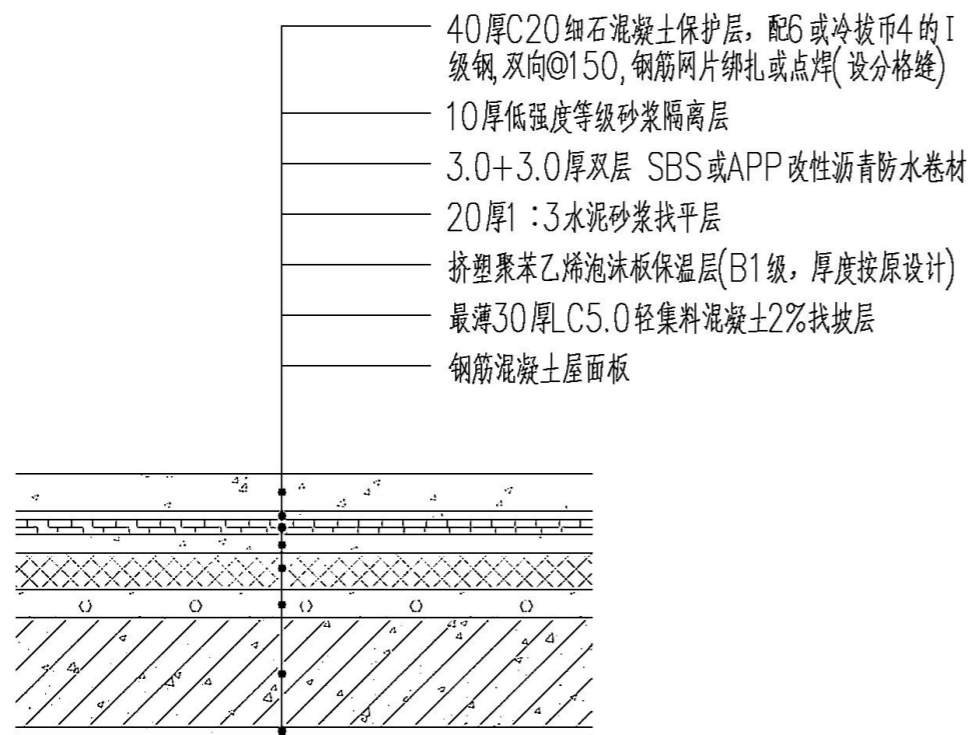 40厚C20细石混凝土保护层，配6或冷拔币4的I
级钢,双向@150,钢筋网片绑扎或点焊(设分格缝)
10厚低强度等级砂浆隔离层
3.0+3.0厚双层 SBS或APP改性沥青防水卷材
20厚1:3水泥砂浆找平层
挤塑聚苯乙烯泡沫板保温层(B1级，厚度按原设计)
最薄30厚LC5.0轻集料混凝土2%找坡层
钢筋混凝土屋面板